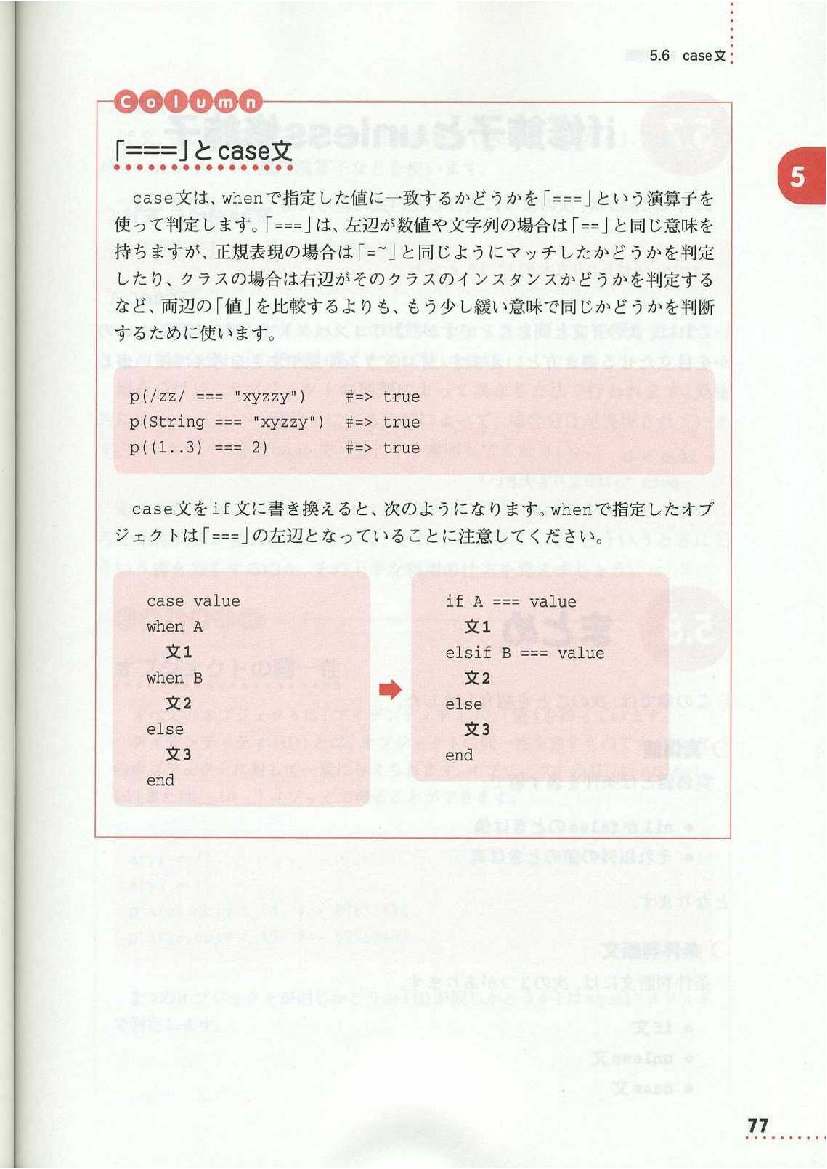 5.6 case文
Column
「===」とcase文
5
case文は、whenで指定した値に一致するかどうかを「===」という演算子を
使って判定します。「===」は、左辺が数値や文字列の場合は「==」と同じ意味を
持ちますが、正規表現の場合は「=~」と同じようにマッチしたかどうかを判定
したり、クラスの場合は右辺がそのクラスのインスタンスかどうかを判定する
など、両辺の「値」を比較するよりも、もう少し緩い意味で同じかどうかを判断
するために使います。
p(/zz/ === "xyzzy") #=> true
p(String === "xyzzy") #=> true
p((1..3) === 2) #=> true
case文をif文に書き換えると、次のようになります。whenで指定したオブ
ジェクトは「===」の左辺となっていることに注意してください。
case value
when A
文1
when B
文2
else
文3
end
if A === value
文1
elsif B === value
文2
else
文3
end
77